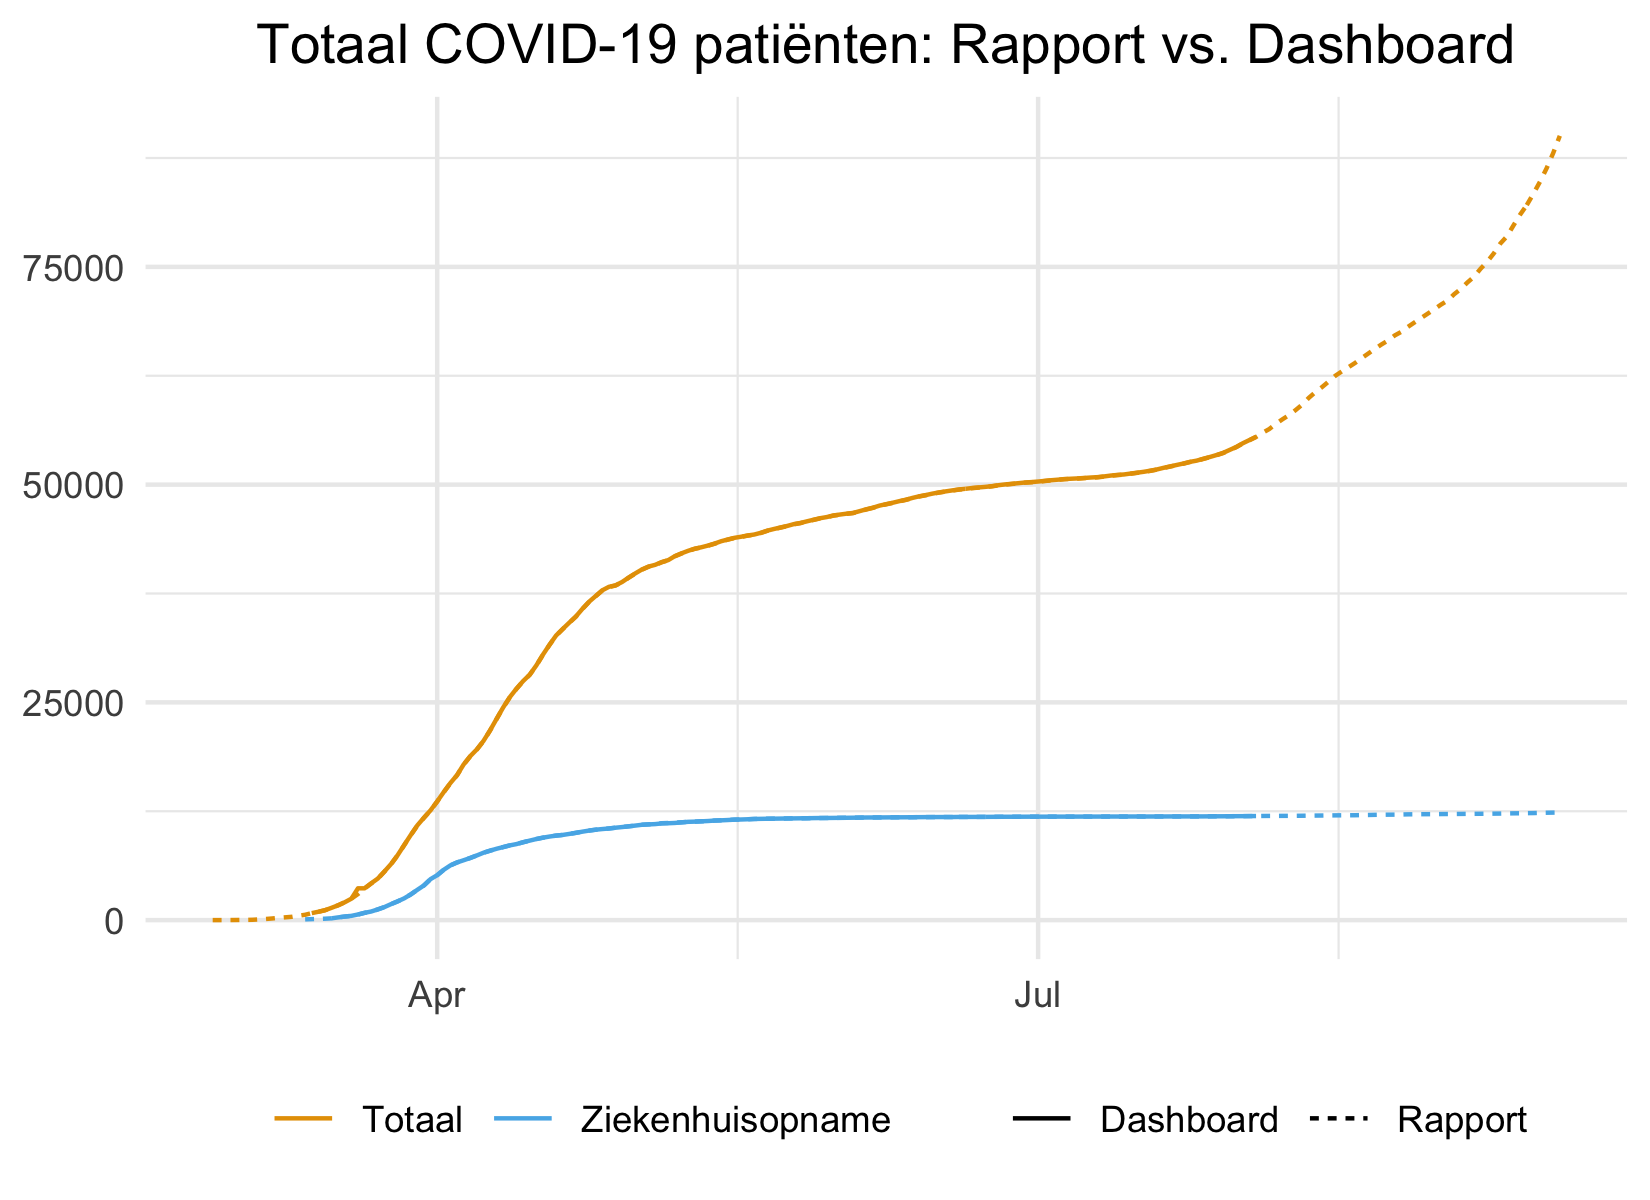 Totaal COVID-19 patiënten: Rapport vs. Dashboard
75000
50000
25000
0
Apr Jul
Totaal Ziekenhuisopname Dashboard Rapport